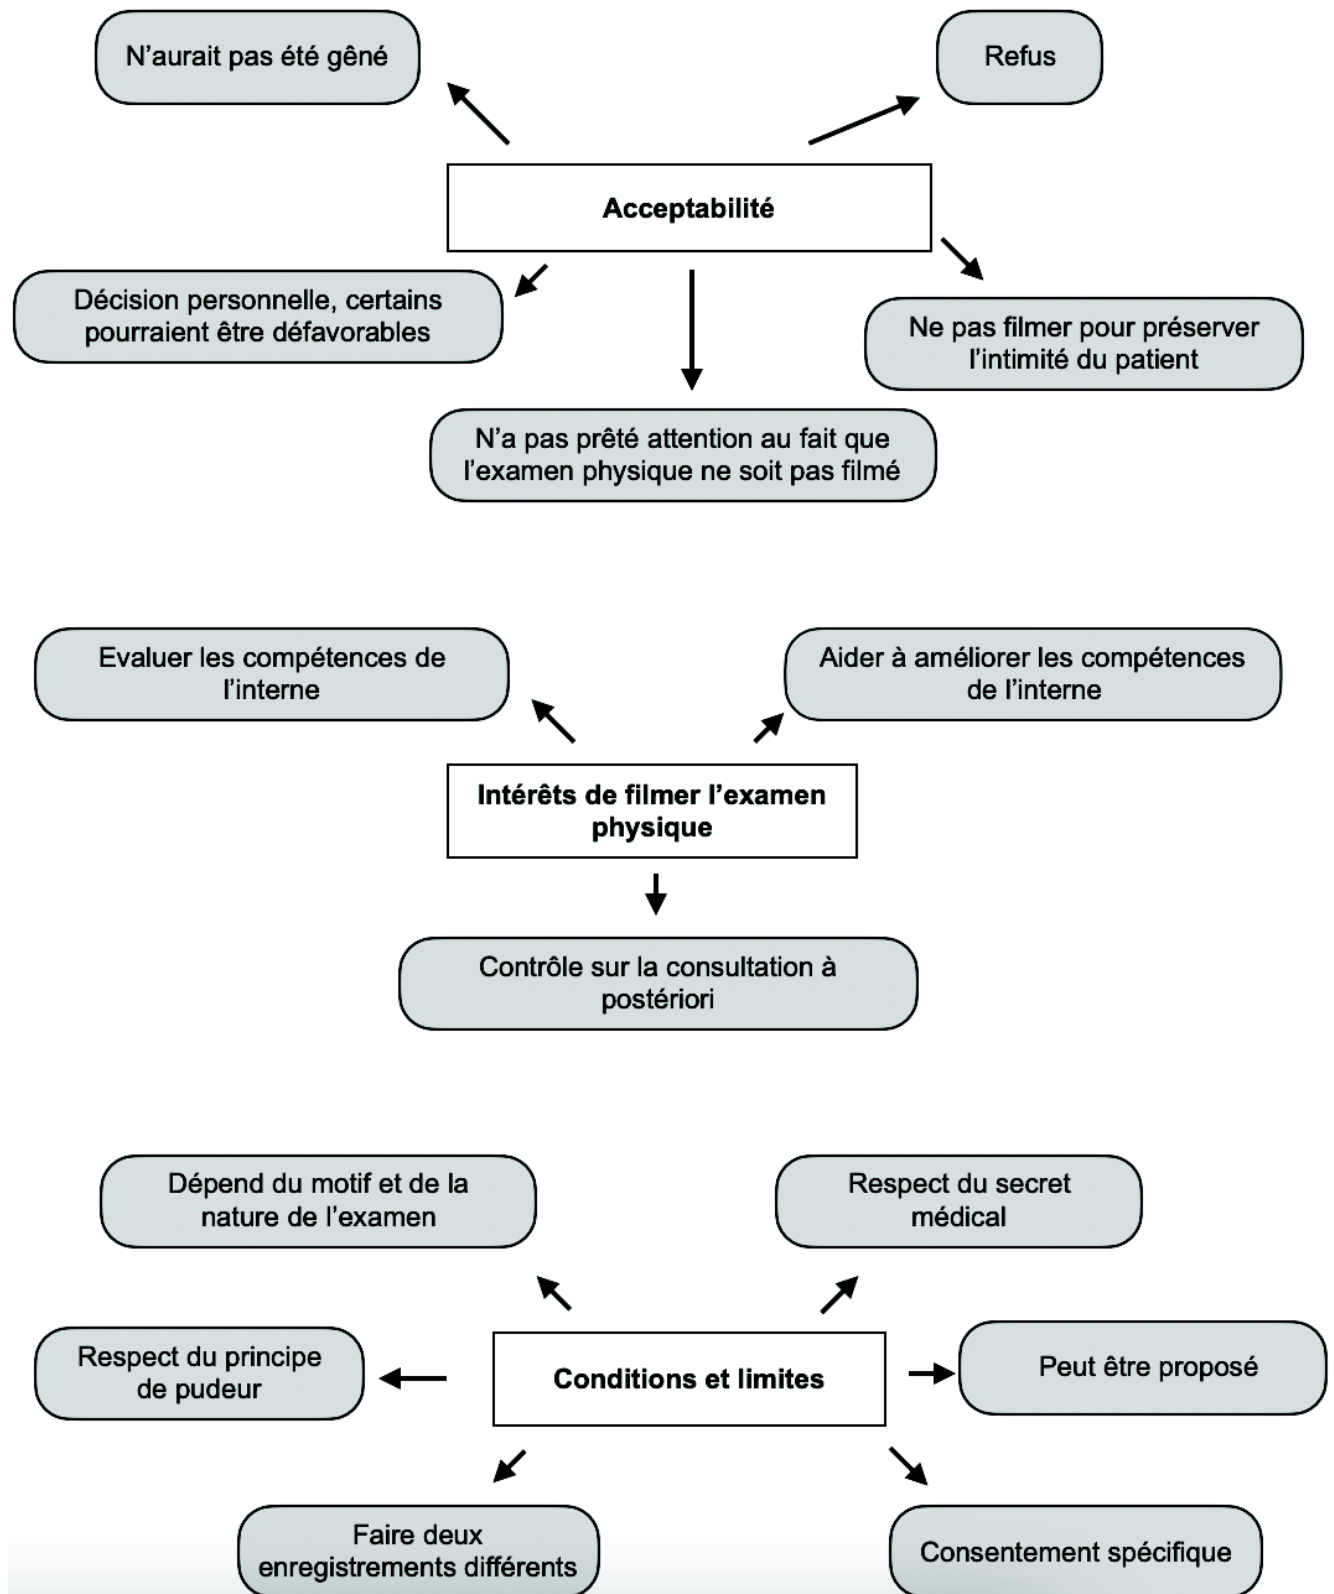 N'aurait pas été gêné
Refus
Acceptabilité
Décision personnelle, certains
pourraient être défavorables
Ne pas filmer pour préserver
l'intimité du patient
N'a pas prêté attention au fait que
l'examen physique ne soit pas filmé
Evaluer les compétences de
l'interne
Aider à améliorer les compétences
de l'interne
Intérêts de filmer l'examen
physique
Contrôle sur la consultation à
postériori
Dépend du motif et de la
nature de l'examen
Respect du secret
médical
Respect du principe
de pudeur
Conditions et limites
Peut être proposé
Faire deux
enregistrements différents
Consentement spécifique